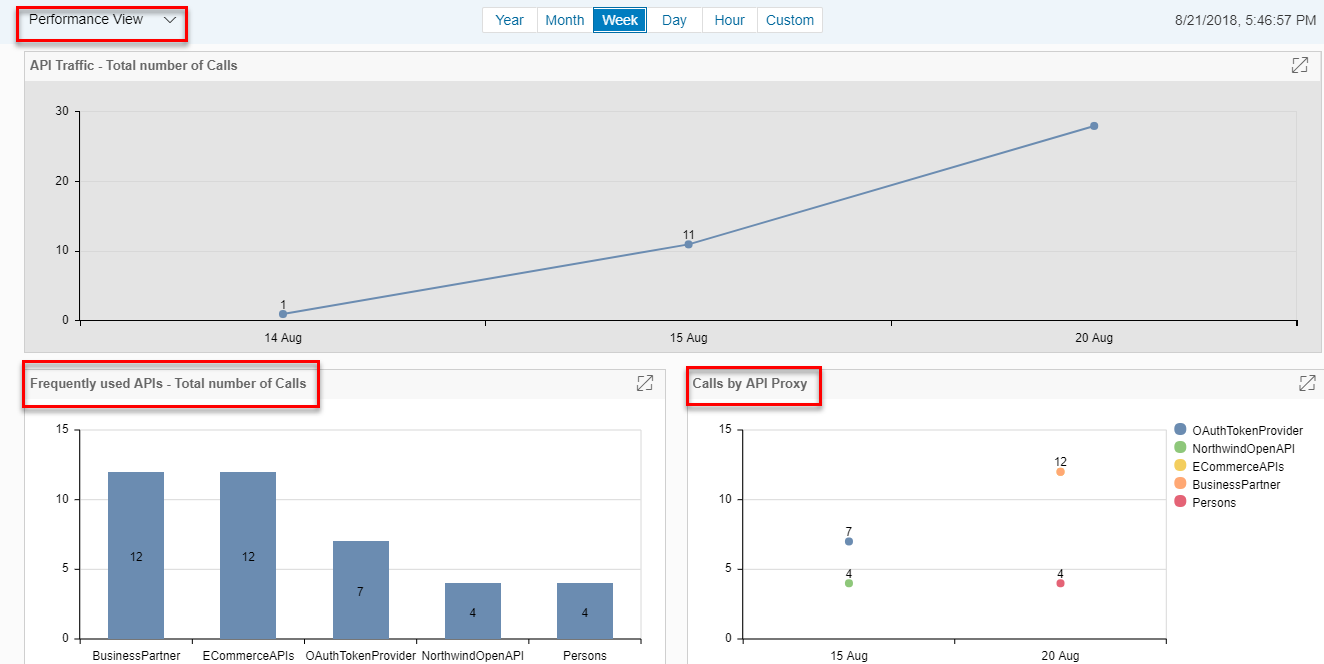 Performance View
Year Month Week Day Hour Custom
8/21/2018, 5:46:57 PM
API Traffic - Total number of Calls
30
20
10
0
1
11
14 Aug 15 Aug 20 Aug
Frequently used APIs - Total number of Calls
15
10
5
0
12 12 7 4 4
BusinessPartner ECommerceAPIs OAuthTokenProvider NorthwindOpenAPI Persons
Calls by API Proxy
15
10
5
0
7
4
12
4
15 Aug 20 Aug
OAuthTokenProvider
NorthwindOpenAPI
ECommerceAPIs
BusinessPartner
Persons